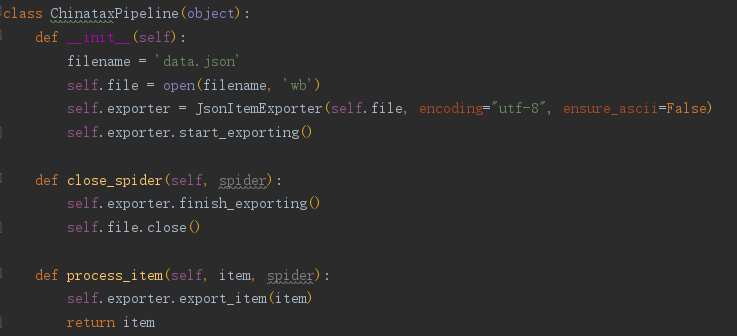 class ChinataxPipeline(object):
    def __init__(self):
        filename = 'data.json'
        self.file = open(filename, 'wb')
        self.exporter = JsonItemExporter(self.file, encoding="utf-8", ensure_ascii=False)
        self.exporter.start_exporting()

    def close_spider(self, spider):
        self.exporter.finish_exporting()
        self.file.close()

    def process_item(self, item, spider):
        self.exporter.export_item(item)
        return item